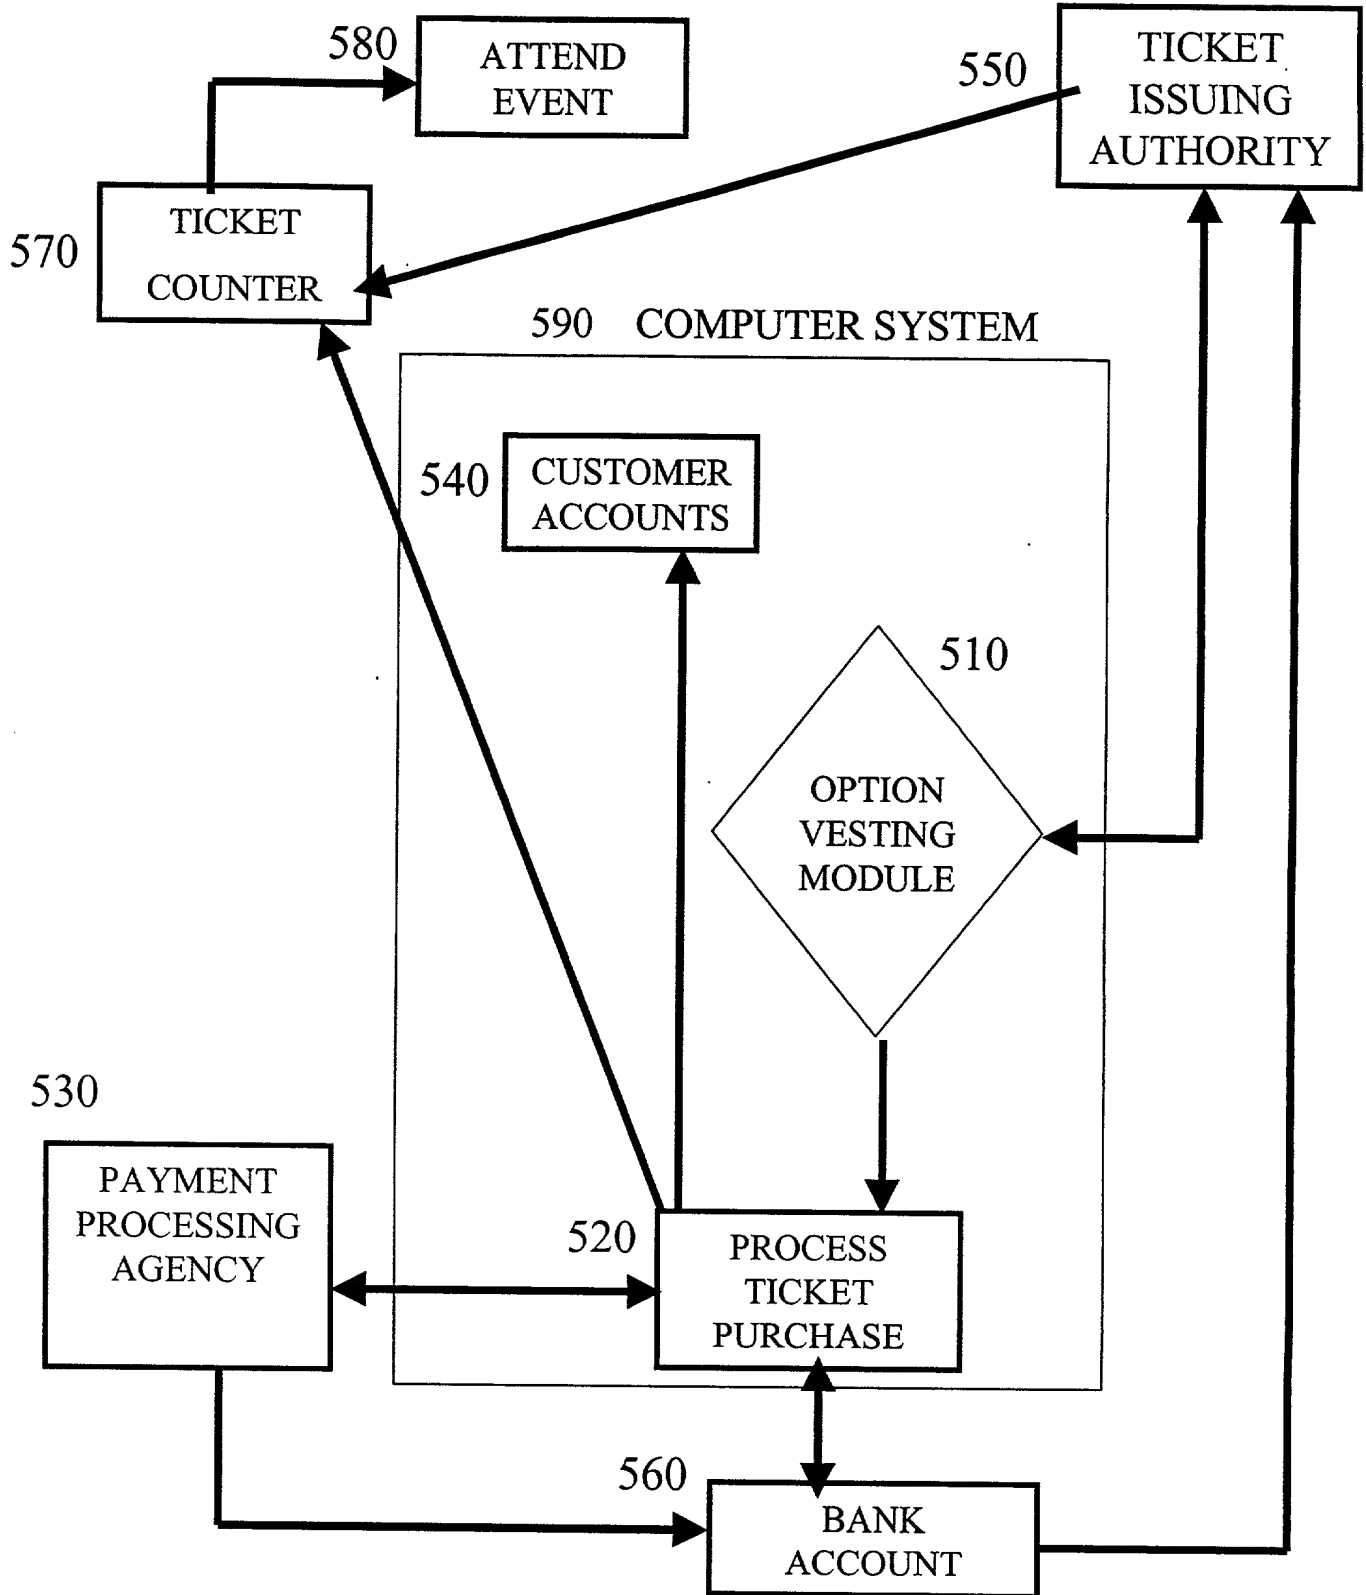 580
ATTEND
EVENT
550
TICKET
ISSUING
AUTHORITY
570
TICKET
COUNTER
590 COMPUTER SYSTEM
540
CUSTOMER
ACCOUNTS
510
OPTION
VESTING
MODULE
530
PAYMENT
PROCESSING
AGENCY
520
PROCESS
TICKET
PURCHASE
560
BANK
ACCOUNT